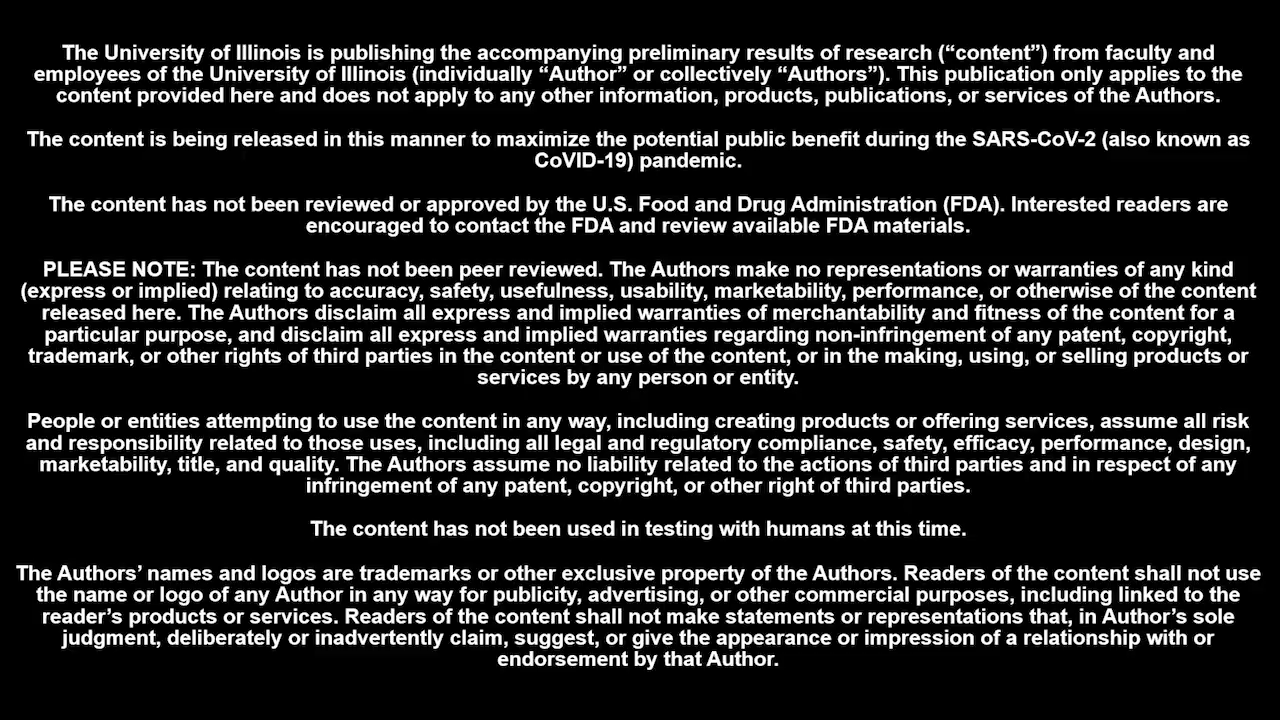 The University of Illinois is publishing the accompanying preliminary results of research (“content”) from faculty and
employees of the University of Illinois (individually “Author” or collectively “Authors”). This publication only applies to the
content provided here and does not apply to any other information, products, publications, or services of the Authors.
The content is being released in this manner to maximize the potential public benefit during the SARS-CoV-2 (also known as
CoVID-19) pandemic.
The content has not been reviewed or approved by the U.S. Food and Drug Administration (FDA). Interested readers are
encouraged to contact the FDA and review available FDA materials.
PLEASE NOTE: The content has not been peer reviewed. The Authors make no representations or warranties of any kind
(express or implied) relating to accuracy, safety, usefulness, usability, marketability, performance, or otherwise of the content
released here. The Authors disclaim all express and implied warranties of merchantability and fitness of the content for a
particular purpose, and disclaim all express and implied warranties regarding non-infringement of any patent, copyright,
trademark, or other rights of third parties in the content or use of the content, or in the making, using, or selling products or
services by any person or entity.
People or entities attempting to use the content in any way, including creating products or offering services, assume all risk
and responsibility related to those uses, including all legal and regulatory compliance, safety, efficacy, performance, design,
marketability, title, and quality. The Authors assume no liability related to the actions of third parties and in respect of any
infringement of any patent, copyright, or other right of third parties.
The content has not been used in testing with humans at this time.
The Authors’ names and logos are trademarks or other exclusive property of the Authors. Readers of the content shall not use
the name or logo of any Author in any way for publicity, advertising, or other commercial purposes, including linked to the
reader’s products or services. Readers of the content shall not make statements or representations that, in Author’s sole
judgment, deliberately or inadvertently claim, suggest, or give the appearance or impression of a relationship with or
endorsement by that Author.